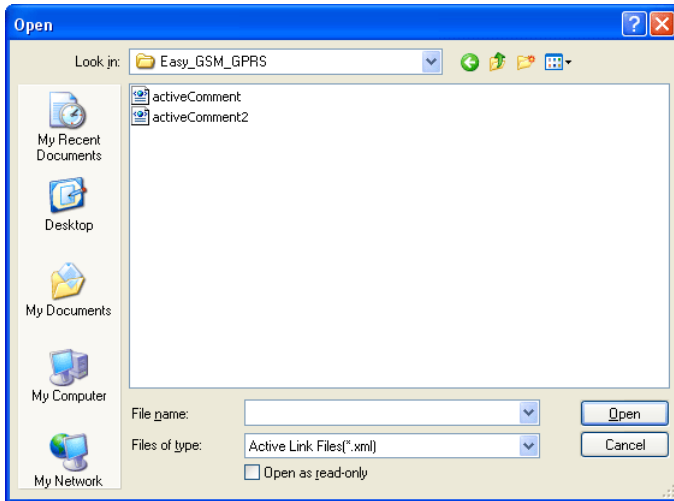 Open
Look in: Easy_GSM_GPRS
activeComment
activeComment2
My Recent
Documents
Desktop
My Documents
My Computer
My Network
File name:
Open
Files of type: Active Link Files(*.xml)
Cancel
Open as read-only